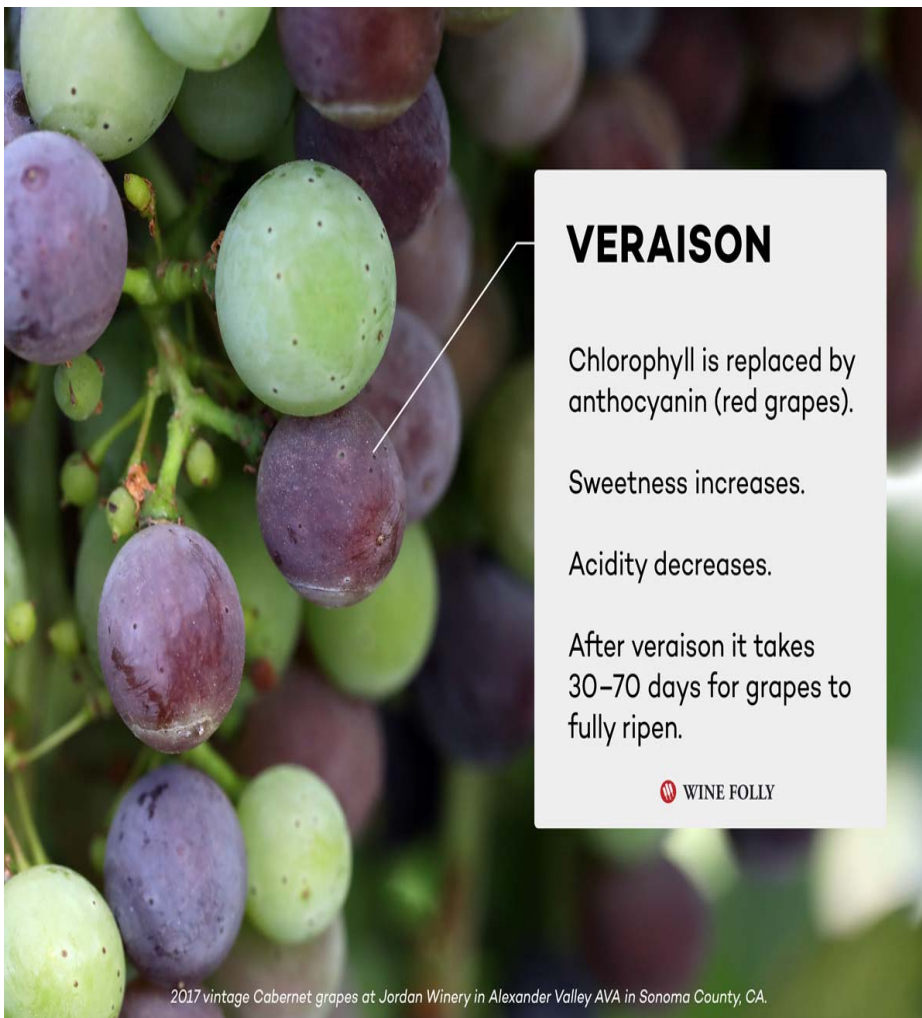 VERAISON
Chlorophyll is replaced by
anthocyanin (red grapes).
Sweetness increases.
Acidity decreases.
After veraison it takes
30–70 days for grapes to
fully ripen.
WINE FOLLY
2017 vintage Cabernet grapes at Jordan Winery in Alexander Valley AVA in Sonoma County, CA.